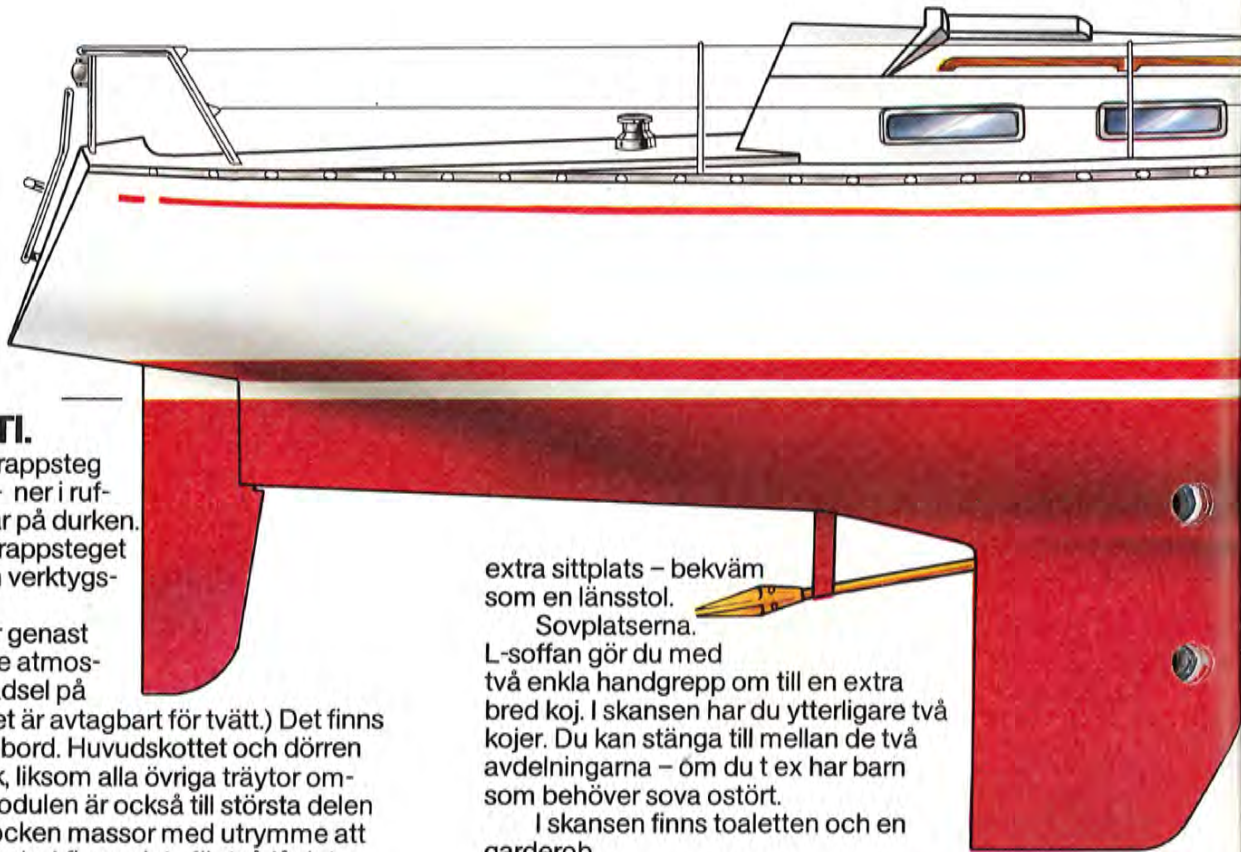 TI.
rappsteg
ner i ruf-
r på durken.
rappsteget
verktygs-
genast
e atmos-
dsel på
et är avtagbart för tvätt.) Det finns
bord. Huvudskottet och dörren
k, liksom alla övriga träytor om-
odulen är också till största delen
ocken massor med utrymme att
extra sittplats – bekväm
som en länsstol.
Sovplatserna.
L-soffan gör du med
två enkla handgrepp om till en extra
bred koj. I skansen har du ytterligare två
kojer. Du kan stänga till mellan de två
avdelningarna – om du t ex har barn
som behöver sova ostört.
I skansen finns toaletten och en
garderob.